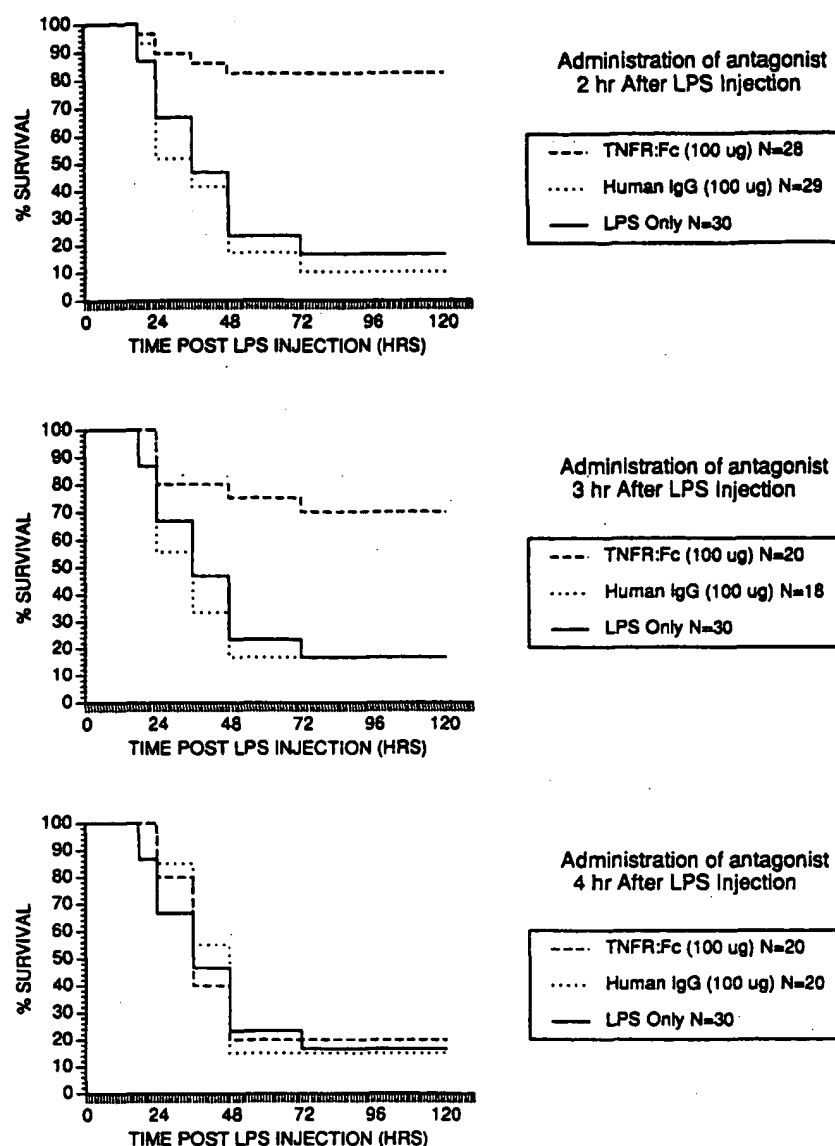 Administration of antagonist
2 hr After LPS Injection
% SURVIVAL
100
90
80
70
60
50
40
30
20
10
0
0 24 48 72 96 120
TIME POST LPS INJECTION (HRS)
TNFR:Fc (100 ug) N=28
Human IgG (100 ug) N=29
LPS Only N=30
Administration of antagonist
3 hr After LPS Injection
% SURVIVAL
100
90
80
70
60
50
40
30
20
10
0
0 24 48 72 96 120
TIME POST LPS INJECTION (HRS)
TNFR:Fc (100 ug) N=20
Human IgG (100 ug) N=18
LPS Only N=30
Administration of antagonist
4 hr After LPS Injection
% SURVIVAL
100
90
80
70
60
50
40
30
20
10
0
0 24 48 72 96 120
TIME POST LPS INJECTION (HRS)
TNFR:Fc (100 ug) N=20
Human IgG (100 ug) N=20
LPS Only N=30